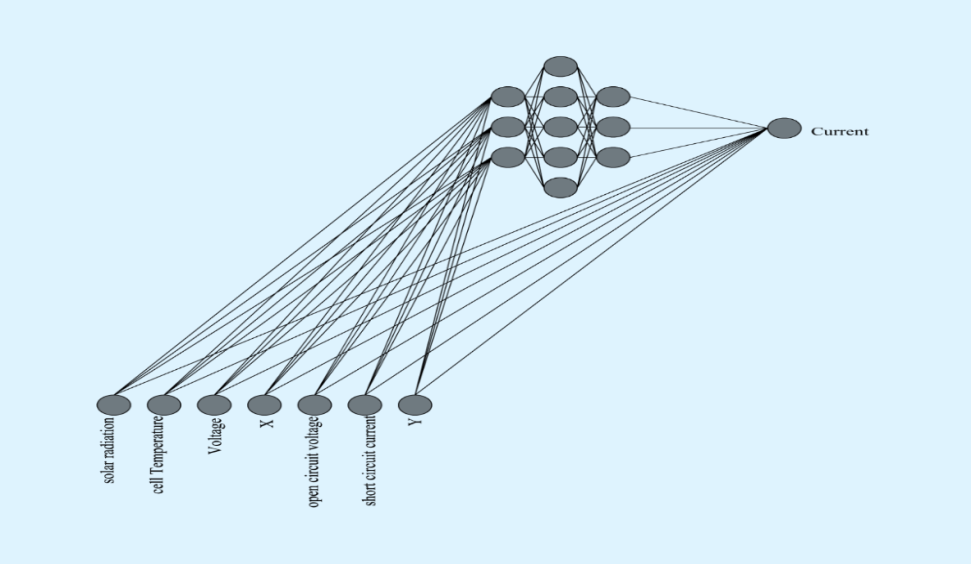 Current
solar radiation
cell Temperature
Voltage
X
open circuit voltage
short circuit current
Y